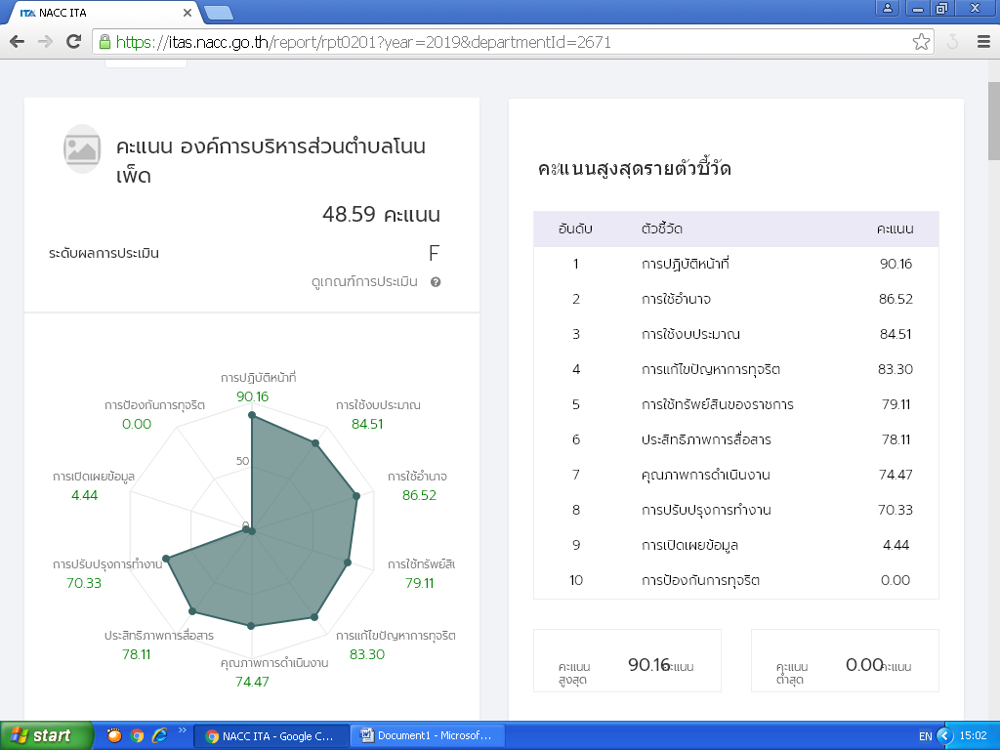 NACC ITA
https://itas.nacc.go.th/report/rpt0201?year=2019&departmentId=2671
คะแนน องค์การบริหารส่วนตำบลโนน
เพ็ด
48.59 คะแนน
ระดับผลการประเมิน F
ดูเกณฑ์การประเมิน ?
การปฏิบัติหน้าที่
90.16
การป้องกันการทุจริต
0.00
การใช้งบประมาณ
84.51
50
การเปิดเผยข้อมูล
4.44
การใช้อำนาจ
86.52
0
การปรับปรุงการทำงาน
70.33
การใช้ทรัพย์สิ
79.11
ประสิทธิภาพการสื่อสาร
78.11
การแก้ไขปัญหาการทุจริต
83.30
คุณภาพการดำเนินงาน
74.47
คะแนนสูงสุดรายตัวชี้วัด
อันดับ ตัวชี้วัด คะแนน
1 การปฏิบัติหน้าที่ 90.16
2 การใช้อำนาจ 86.52
3 การใช้งบประมาณ 84.51
4 การแก้ไขปัญหาการทุจริต 83.30
5 การใช้ทรัพย์สินของราชการ 79.11
6 ประสิทธิภาพการสื่อสาร 78.11
7 คุณภาพการดำเนินงาน 74.47
8 การปรับปรุงการทำงาน 70.33
9 การเปิดเผยข้อมูล 4.44
10 การป้องกันการทุจริต 0.00
คะแนน
สูงสุด
90.16 คะแนน
คะแนน
ต่ำสุด
0.00 คะแนน
start
NACC ITA - Google C...
Document1 - Microsof...
EN
15:02